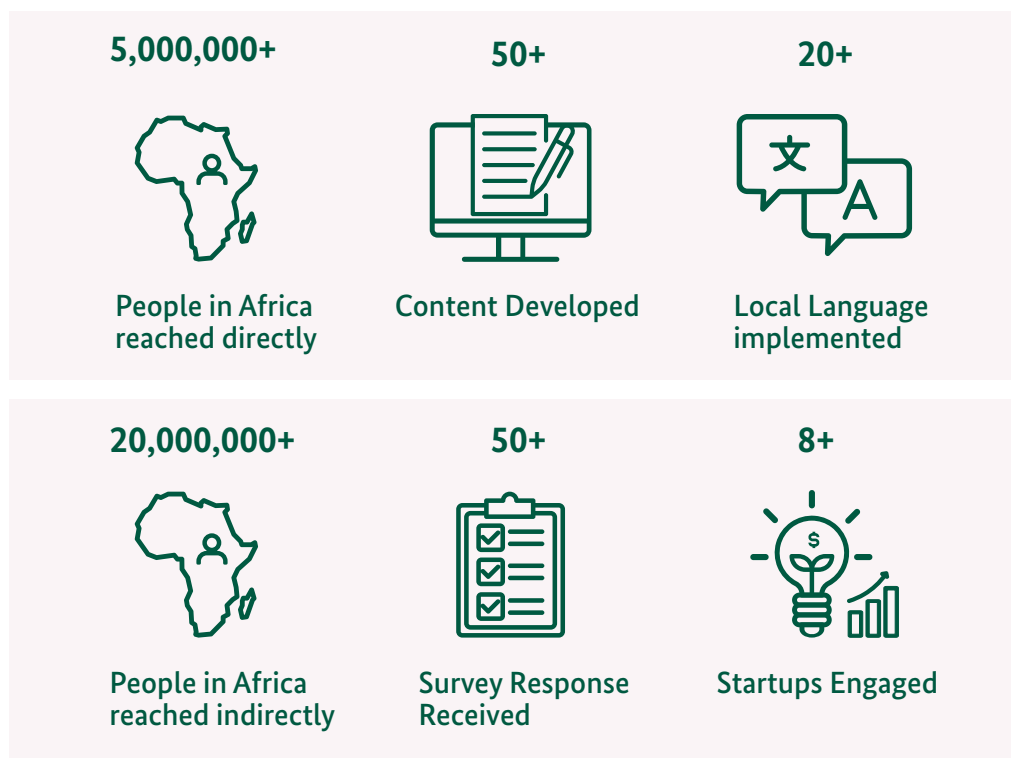 5,000,000+
50+
20+
文
A
People in Africa
reached directly
Content Developed
Local Language
implemented
20,000,000+
50+
8+
$
People in Africa
reached indirectly
Survey Response
Received
Startups Engaged